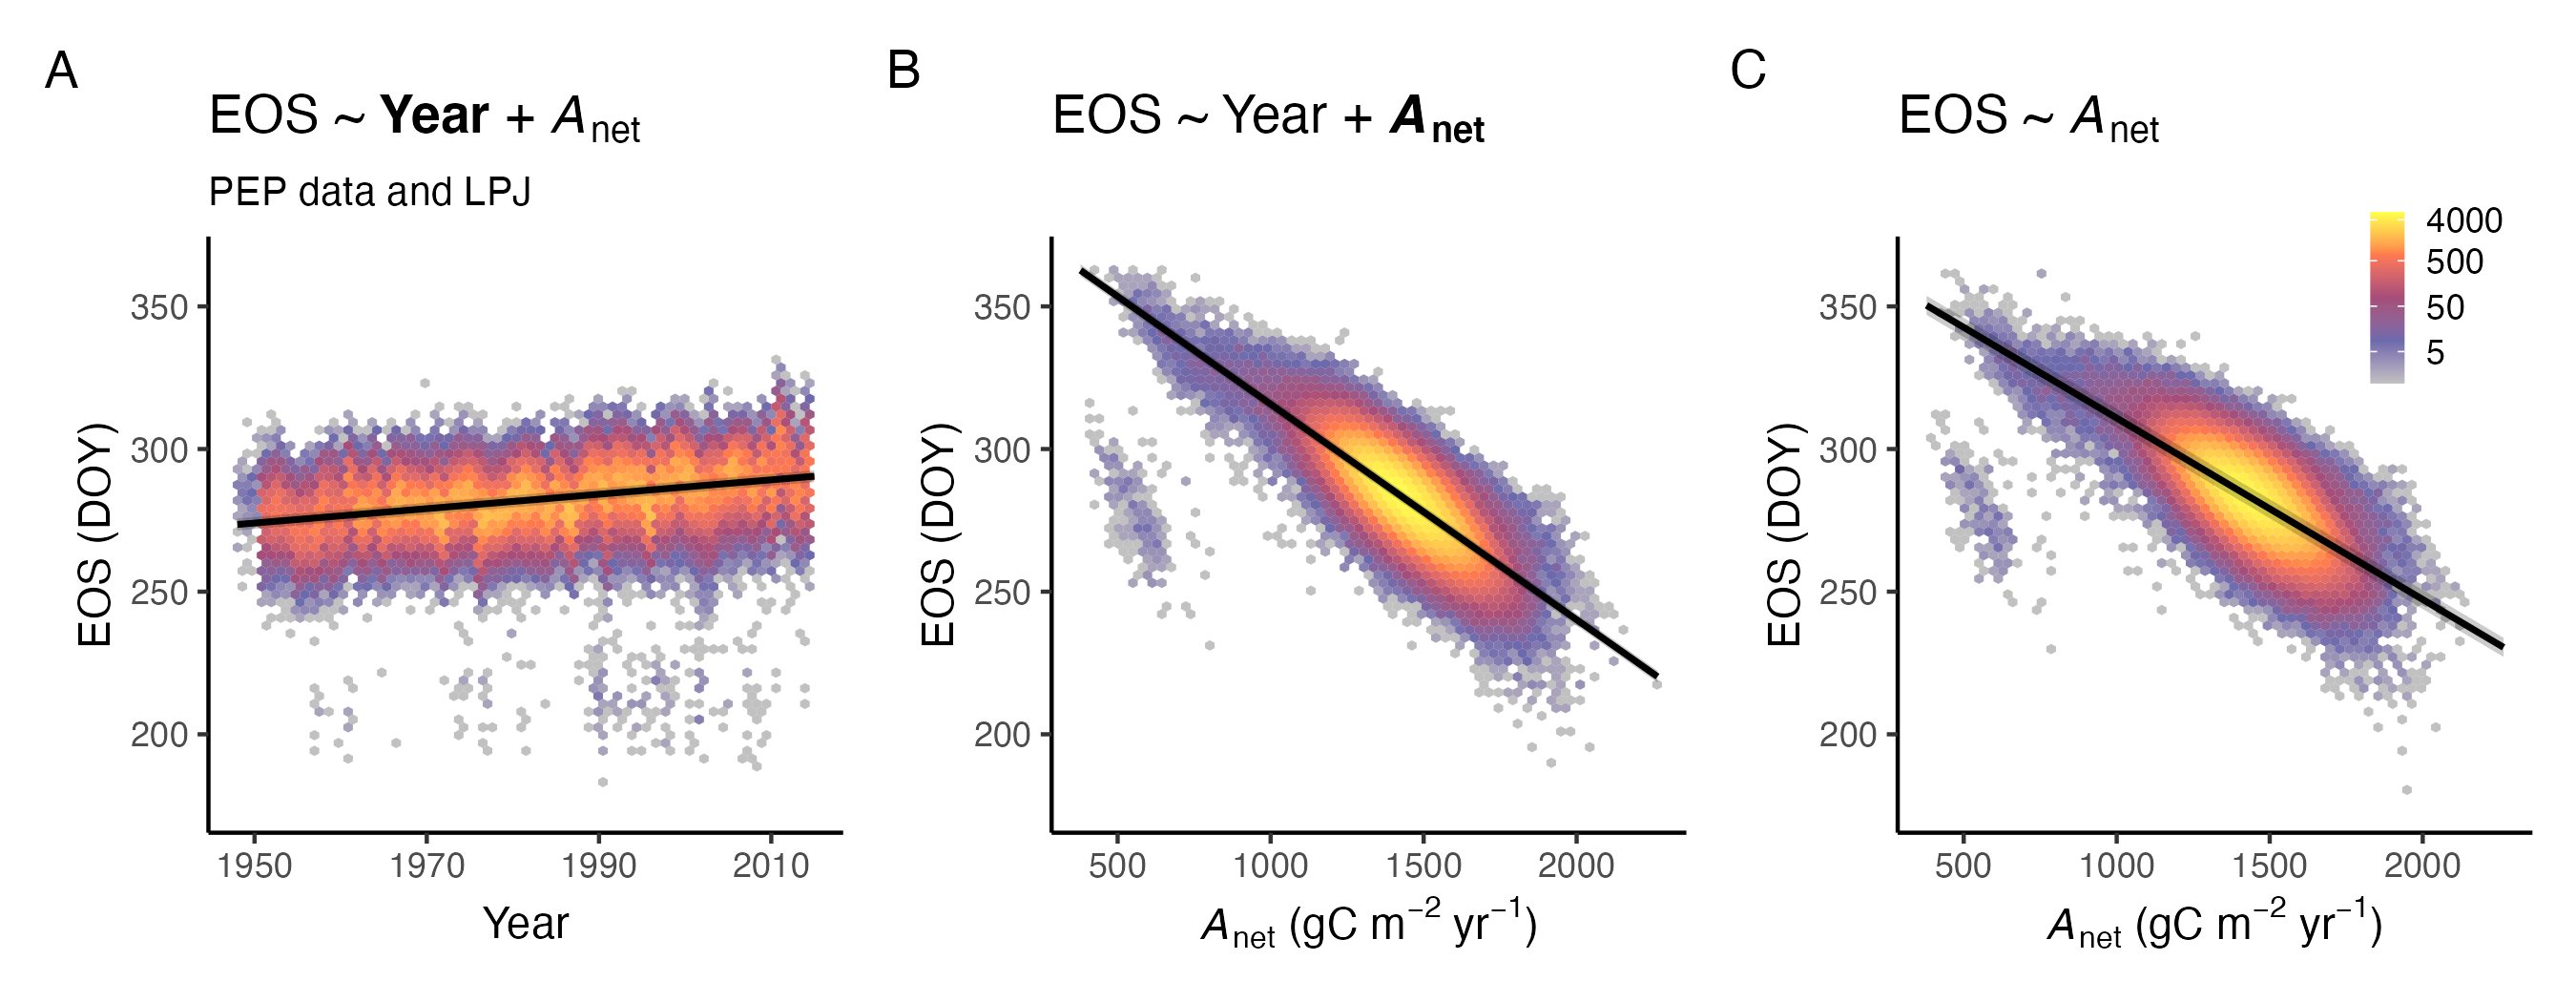 A
EOS ~ Year + Anet
PEP data and LPJ
350
300
250
200
EOS (DOY)
1950 1970 1990 2010
Year
B
EOS ~ Year + Anet
350
300
250
200
EOS (DOY)
500 1000 1500 2000
Anet (gC m−2 yr−1)
C
EOS ~ Anet
4000
500
50
5
350
300
250
200
EOS (DOY)
500 1000 1500 2000
Anet (gC m−2 yr−1)